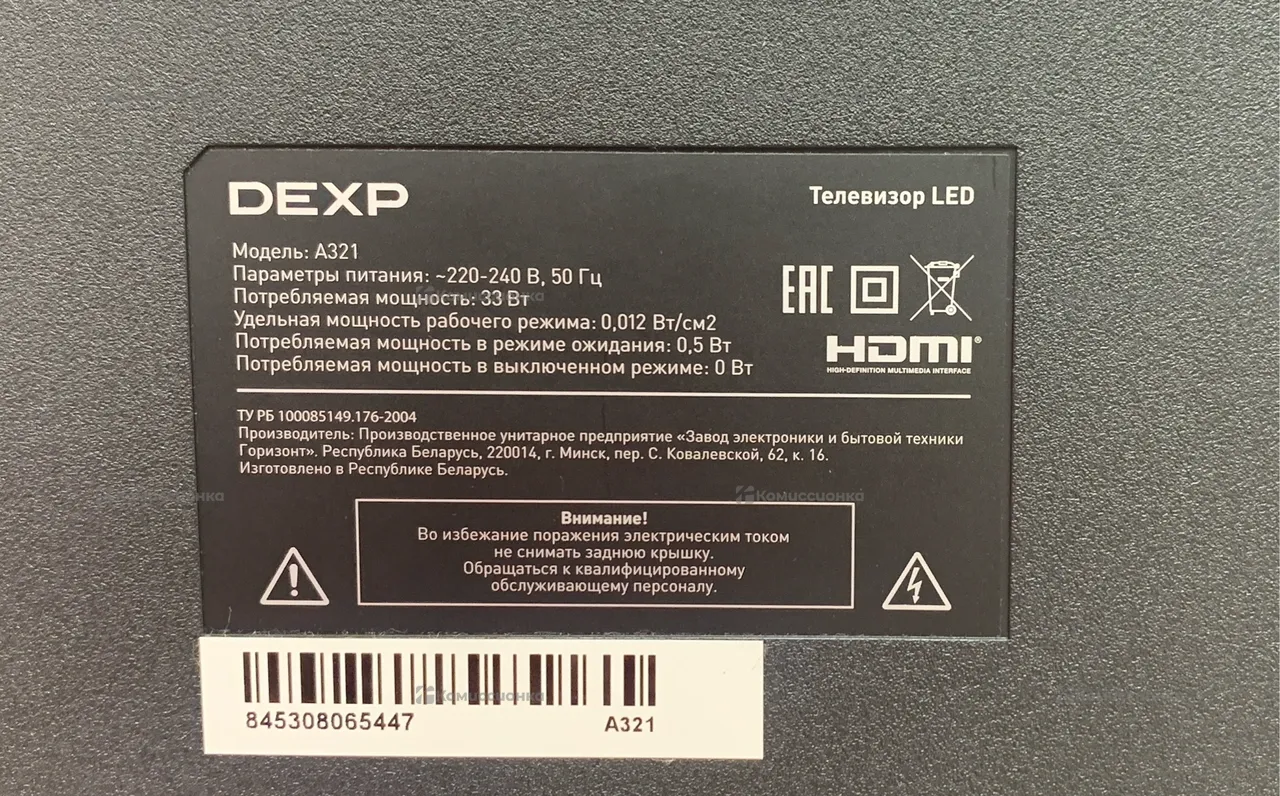 DEXP
Телевизор LED
Модель: А321
Параметры питания: ~220-240 В, 50 Гц
Потребляемая мощность: 33 Вт
Удельная мощность рабочего режима: 0,012 Вт/см2
Потребляемая мощность в режиме ожидания: 0,5 Вт
Потребляемая мощность в выключенном режиме: 0 Вт
EAC
HDMI®
HIGH-DEFINITION MULTIMEDIA INTERFACE
ТУ РБ 100085149.176-2004
Производитель: Производственное унитарное предприятие «Завод электроники и бытовой техники
Горизонт». Республика Беларусь, 220014, г. Минск, пер. С. Ковалевской, 62, к. 16.
Изготовлено в Республике Беларусь.
Комиссионка
Внимание!
Во избежание поражения электрическим током
не снимать заднюю крышку.
Обращаться к квалифицированному
обслуживающему персоналу.
Комиссионка
845308065447
A321